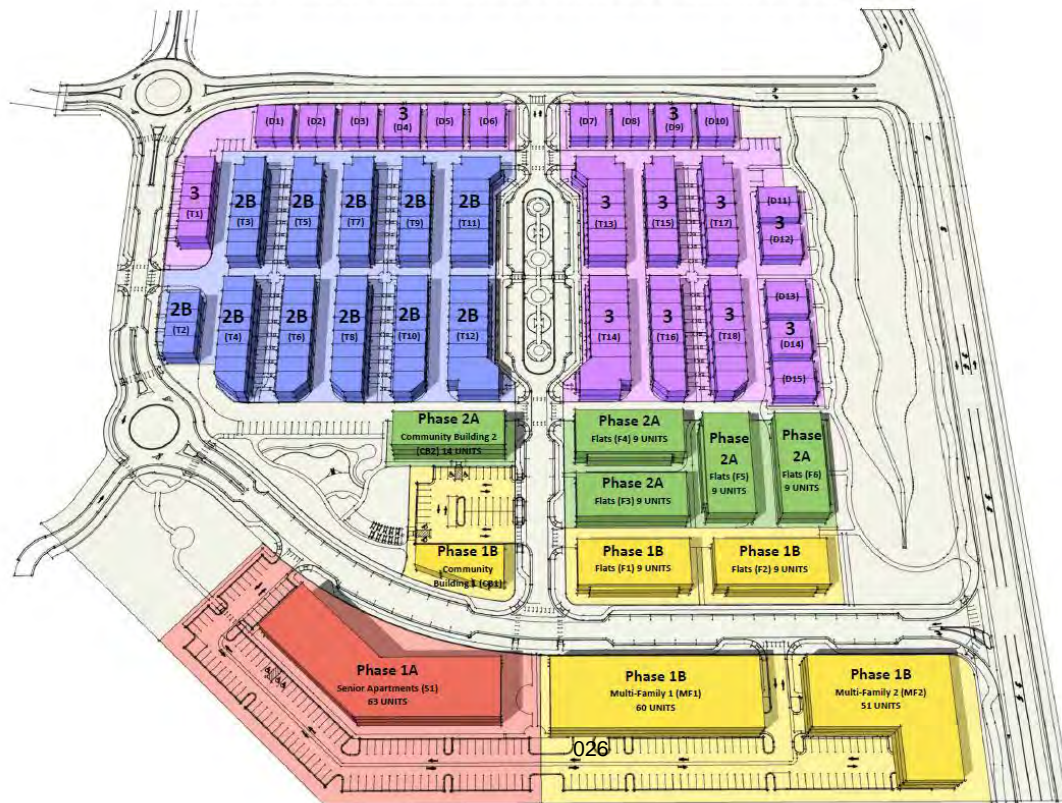 (D1)
(D2)
(D3)
3
(D4)
(D5)
(D6)
(D7)
(D8)
3
(D9)
(D10)
3
(T1)
2B
(T3)
2B
(T5)
2B
(T7)
2B
(T9)
2B
(T11)
3
(T13)
3
(T15)
3
(T17)
(D11)
3
(D12)
2B
(T2)
2B
(T4)
2B
(T6)
2B
(T8)
2B
(T10)
2B
(T12)
3
(T14)
3
(T16)
3
(T18)
(D13)
3
(D14)
(D15)
Phase 2A
Community Building 2
(CB2) 14 UNITS
Phase 2A
Flats (F4) 9 UNITS
Phase
2A
Flats (F5)
9 UNITS
Phase
2A
Flats (F6)
9 UNITS
Phase 2A
Flats (F3) 9 UNITS
Phase 1B
Community
Building 1 (CB1)
Phase 1B
Flats (F1) 9 UNITS
Phase 1B
Flats (F2) 9 UNITS
Phase 1A
Senior Apartments (S1)
63 UNITS
Phase 1B
Multi-Family 1 (MF1)
60 UNITS
Phase 1B
Multi-Family 2 (MF2)
51 UNITS
026